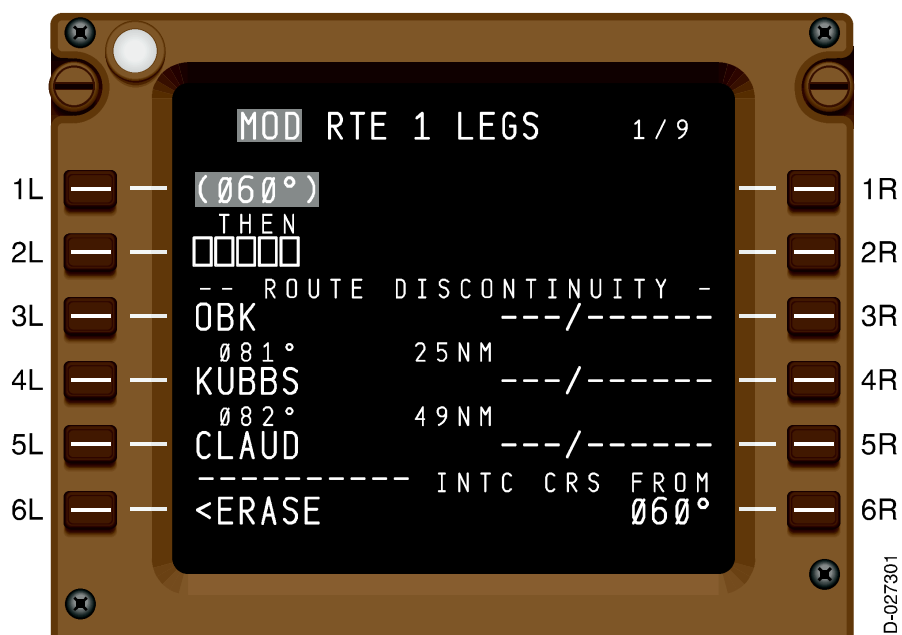 MOD RTE 1 LEGS 1/9
1L (Ø6Ø°) 1R
THEN
2L □□□□□ 2R
-- ROUTE DISCONTINUITY -
3L OBK ---/------ 3R
Ø81° 25NM
4L KUBBS ---/------ 4R
Ø82° 49NM
5L CLAUD ---/------ 5R
---------- INTC CRS FROM
6L <ERASE Ø6Ø° 6R
D-027301